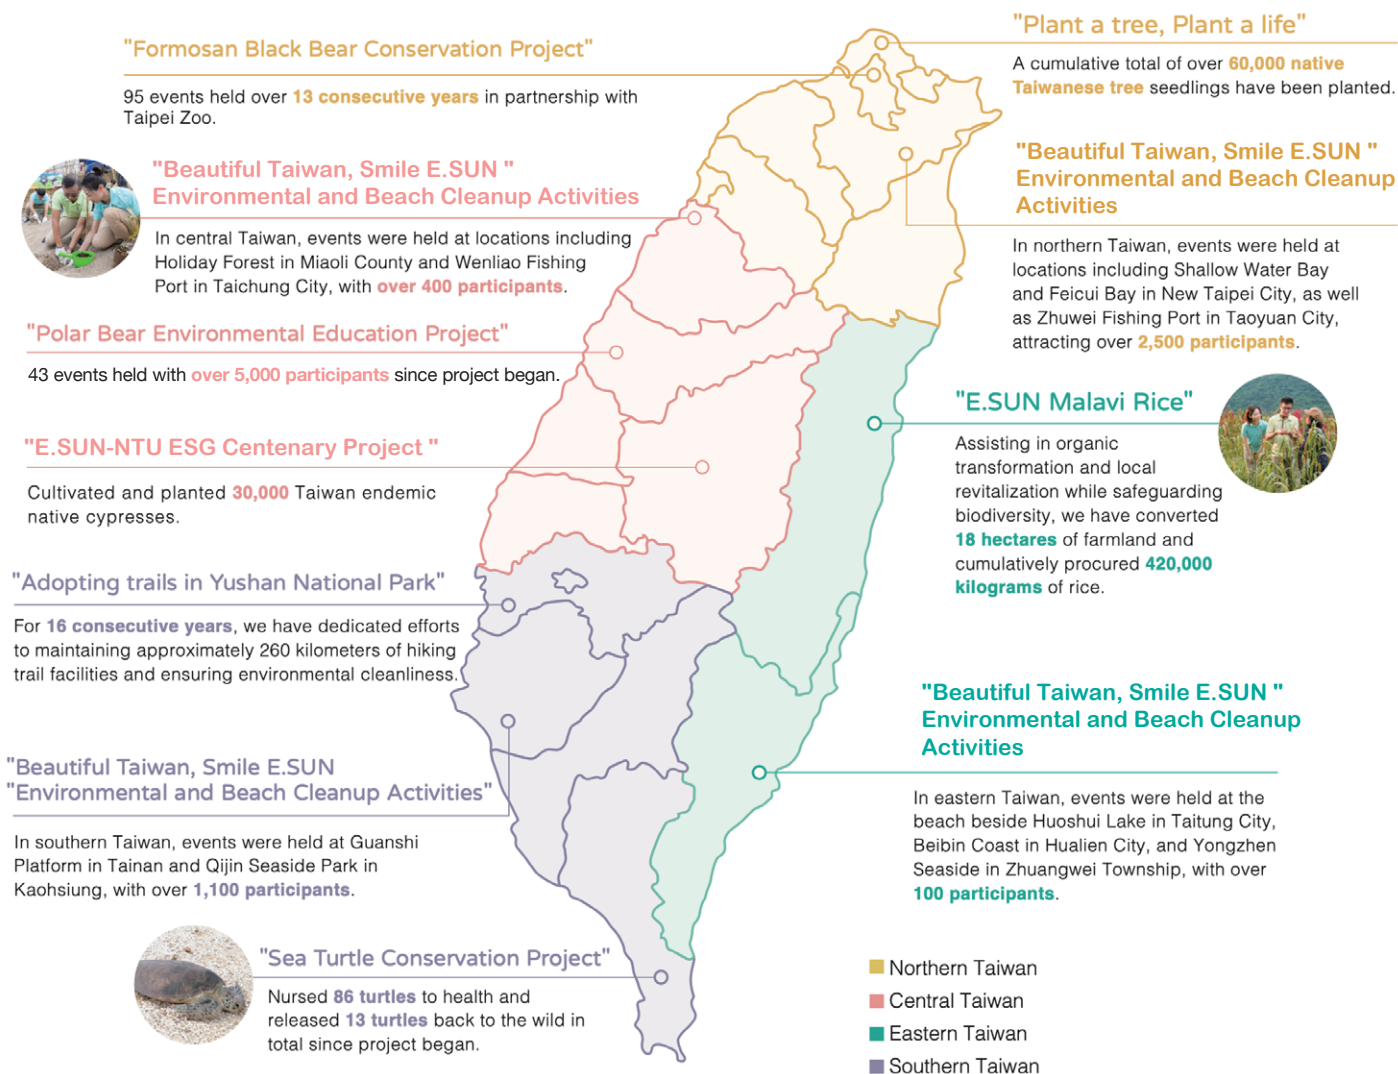 "Formosan Black Bear Conservation Project"
95 events held over 13 consecutive years in partnership with
Taipei Zoo.
"Plant a tree, Plant a life"
A cumulative total of over 60,000 native
Taiwanese tree seedlings have been planted.
"Beautiful Taiwan, Smile E.SUN "
Environmental and Beach Cleanup Activities
In central Taiwan, events were held at locations including
Holiday Forest in Miaoli County and Wenliao Fishing
Port in Taichung City, with over 400 participants.
"Beautiful Taiwan, Smile E.SUN "
Environmental and Beach Cleanup
Activities
In northern Taiwan, events were held at
locations including Shallow Water Bay
and Feicui Bay in New Taipei City, as well
as Zhuwei Fishing Port in Taoyuan City,
attracting over 2,500 participants.
"Polar Bear Environmental Education Project"
43 events held with over 5,000 participants since project began.
"E.SUN Malavi Rice"
Assisting in organic
transformation and local
revitalization while safeguarding
biodiversity, we have converted
18 hectares of farmland and
cumulatively procured 420,000
kilograms of rice.
"E.SUN-NTU ESG Centenary Project "
Cultivated and planted 30,000 Taiwan endemic
native cypresses.
"Adopting trails in Yushan National Park"
For 16 consecutive years, we have dedicated efforts
to maintaining approximately 260 kilometers of hiking
trail facilities and ensuring environmental cleanliness.
"Beautiful Taiwan, Smile E.SUN "
Environmental and Beach Cleanup
Activities
In eastern Taiwan, events were held at the
beach beside Huoshui Lake in Taitung City,
Beibin Coast in Hualien City, and Yongzhen
Seaside in Zhuangwei Township, with over
100 participants.
"Beautiful Taiwan, Smile E.SUN
"Environmental and Beach Cleanup Activities"
In southern Taiwan, events were held at Guanshi
Platform in Tainan and Qijin Seaside Park in
Kaohsiung, with over 1,100 participants.
"Sea Turtle Conservation Project"
Nursed 86 turtles to health and
released 13 turtles back to the wild in
total since project began.
Northern Taiwan
Central Taiwan
Eastern Taiwan
Southern Taiwan